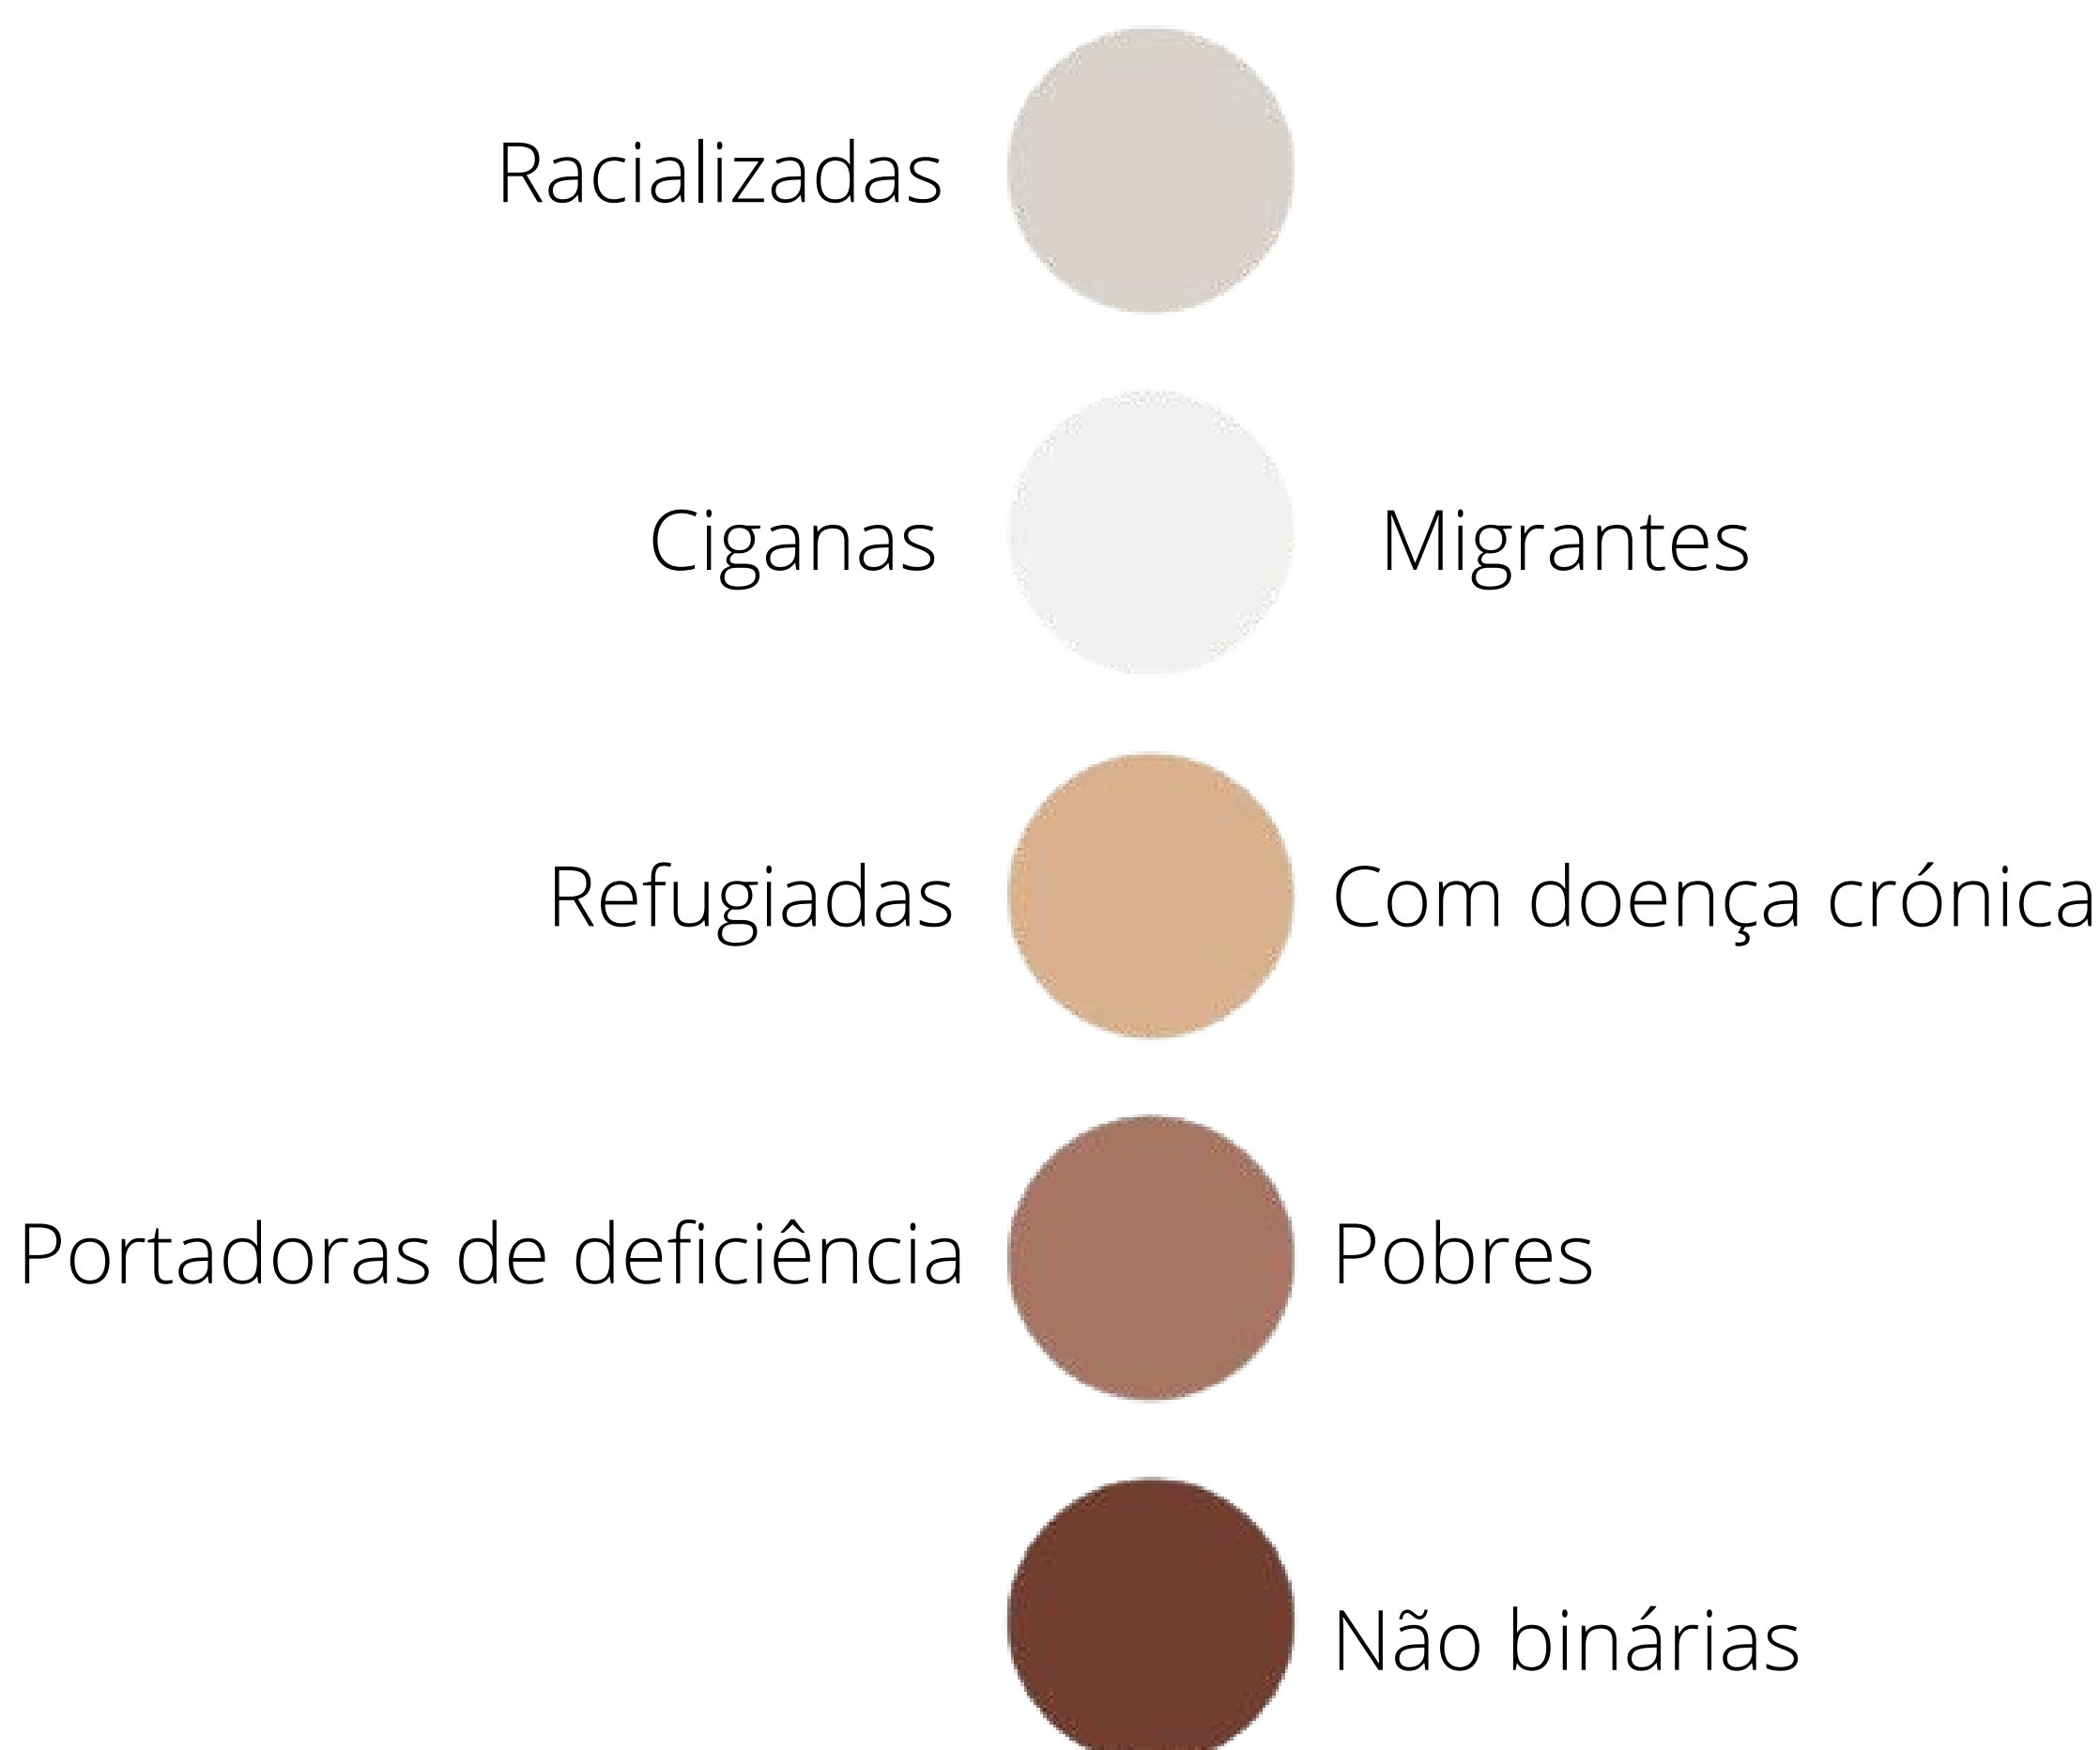 Racializadas
Ciganas
Migrantes
Refugiadas
Com doença crónica
Portadoras de deficiência
Pobres
Não binárias